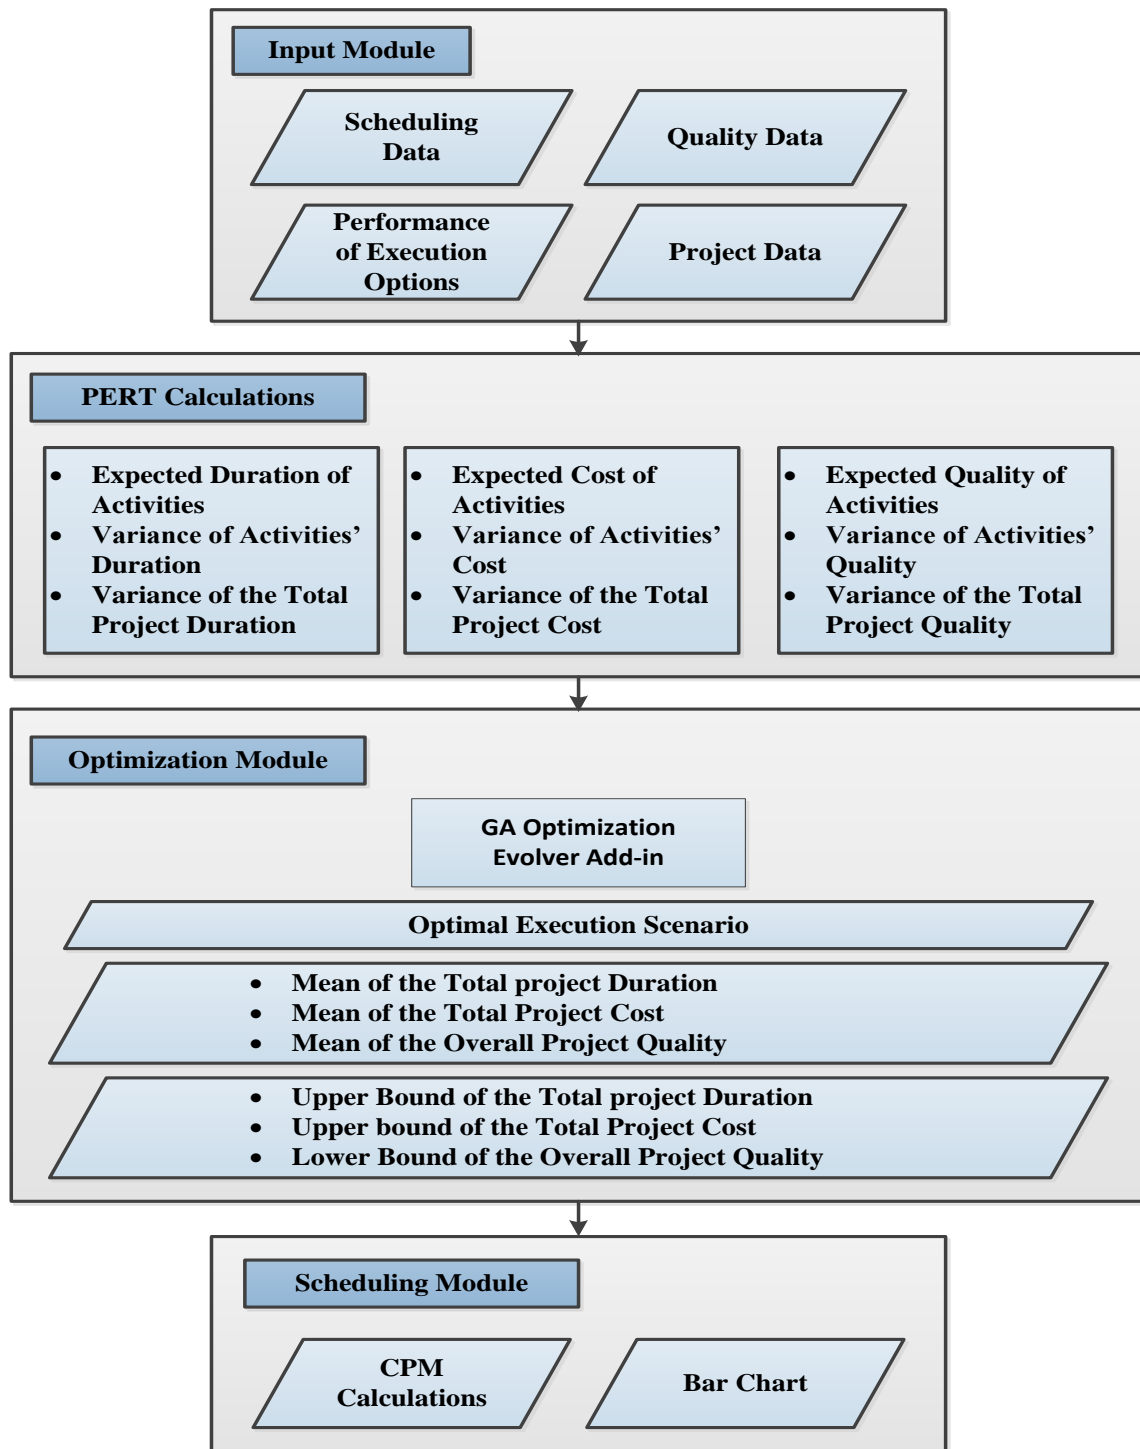 Input Module
Scheduling
Data
Quality Data
Performance
of Execution
Options
Project Data
PERT Calculations
• Expected Duration of
Activities
• Variance of Activities’
Duration
• Variance of the Total
Project Duration
• Expected Cost of
Activities
• Variance of Activities’
Cost
• Variance of the Total
Project Cost
• Expected Quality of
Activities
• Variance of Activities’
Quality
• Variance of the Total
Project Quality
Optimization Module
GA Optimization
Evolver Add-in
Optimal Execution Scenario
• Mean of the Total project Duration
• Mean of the Total Project Cost
• Mean of the Overall Project Quality
• Upper Bound of the Total project Duration
• Upper bound of the Total Project Cost
• Lower Bound of the Overall Project Quality
Scheduling Module
CPM
Calculations
Bar Chart